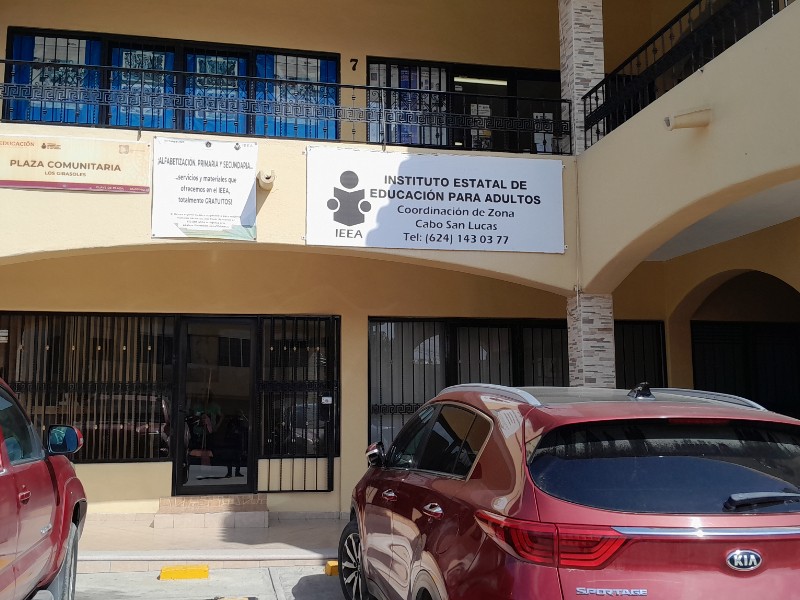 7
EDUCACIÓN
PLAZA COMUNITARIA
LOS GIRASOLES
¡ALFABETIZACIÓN, PRIMARIA Y SECUNDARIA...
..servicios y materiales que
ofrecemos en el IEEA,
totalmente GRATUITOS!
IEEA
INSTITUTO ESTATAL DE
EDUCACIÓN PARA ADULTOS
Coordinación de Zona
Cabo San Lucas
Tel: (624) 143 03 77
KIA
SPORTAGE